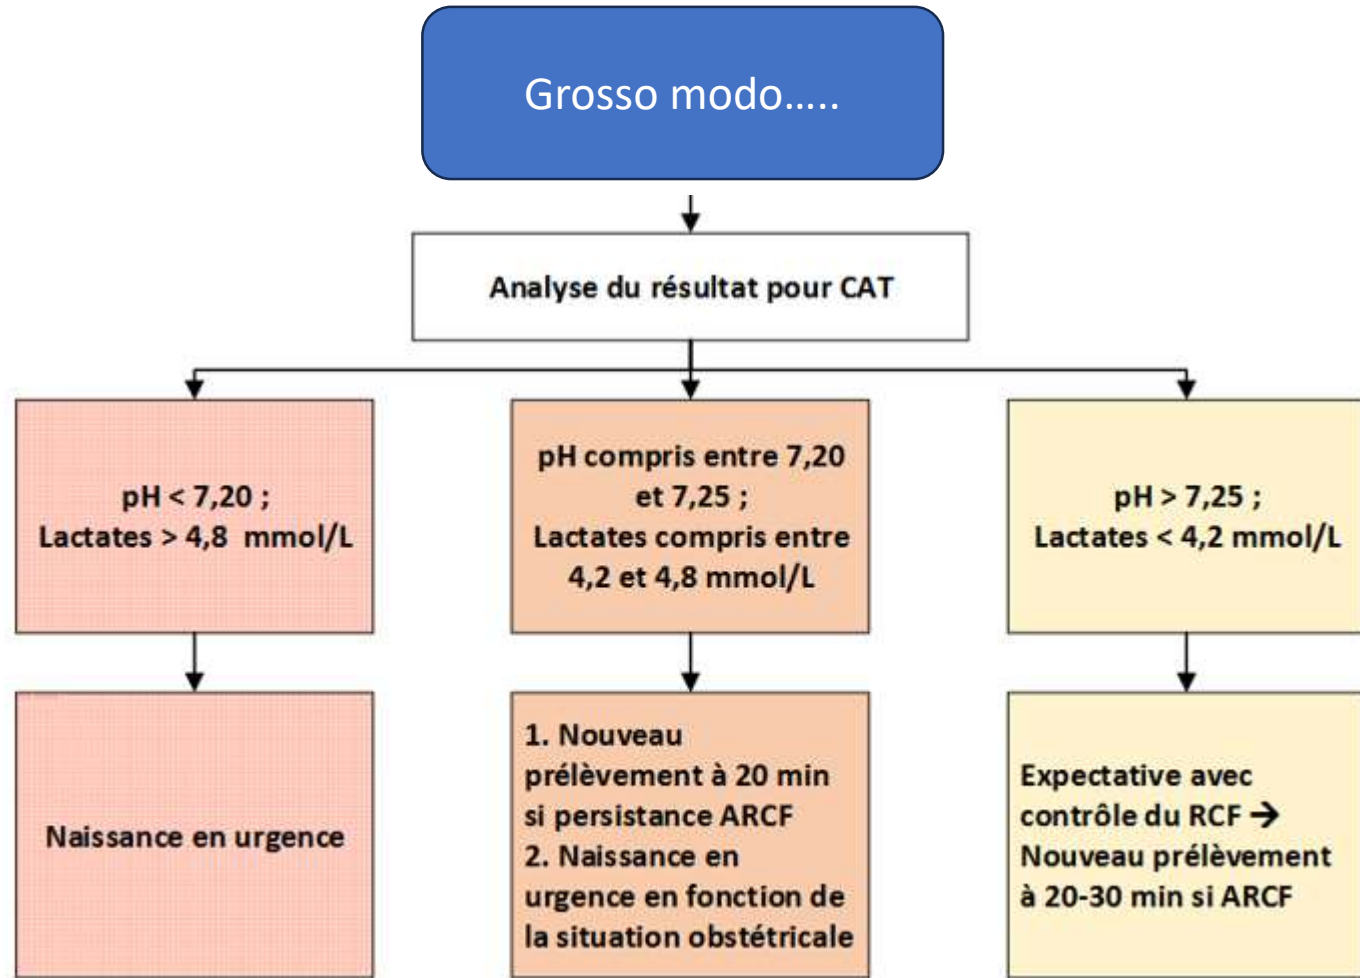 Grosso modo.....
Analyse du résultat pour CAT
pH < 7,20 ;
Lactates > 4,8 mmol/L
pH compris entre 7,20
et 7,25 ;
Lactates compris entre
4,2 et 4,8 mmol/L
pH > 7,25 ;
Lactates < 4,2 mmol/L
Naissance en urgence
1. Nouveau
prélèvement à 20 min
si persistance ARCF
2. Naissance en
urgence en fonction de
la situation obstétricale
Expectative avec
contrôle du RCF →
Nouveau prélèvement
à 20-30 min si ARCF